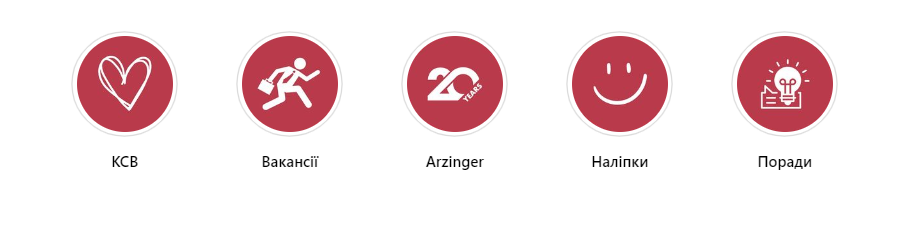 20
YEARS
КСВ
Вакансії
Arzinger
Наліпки
Поради